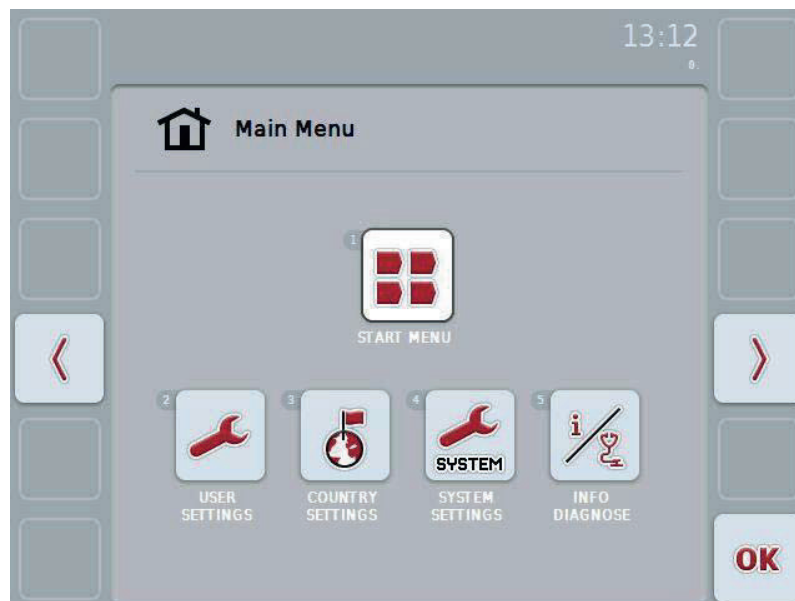 13:12
0.
Main Menu
1
START MENU
2
3
4
5
SYSTEM
i
USER
SETTINGS
COUNTRY
SETTINGS
SYSTEM
SETTINGS
INFO
DIAGNOSE
OK